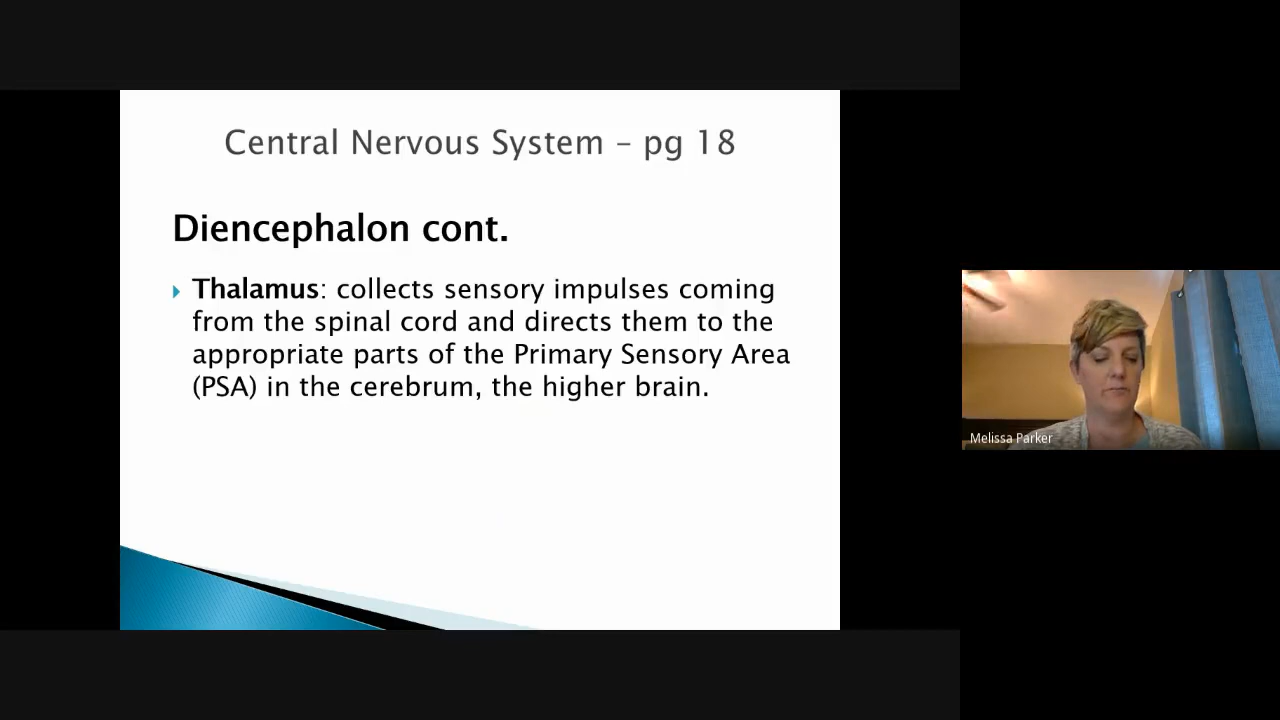 Central Nervous System – pg 18
Diencephalon cont.
Thalamus: collects sensory impulses coming
from the spinal cord and directs them to the
appropriate parts of the Primary Sensory Area
(PSA) in the cerebrum, the higher brain.
Melissa Parker